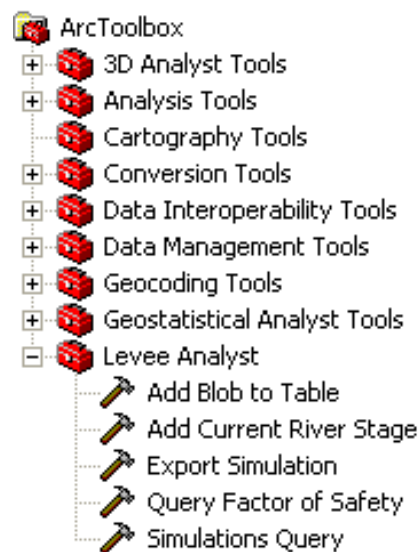 ArcToolbox
3D Analyst Tools
Analysis Tools
Cartography Tools
Conversion Tools
Data Interoperability Tools
Data Management Tools
Geocoding Tools
Geostatistical Analyst Tools
Levee Analyst
Add Blob to Table
Add Current River Stage
Export Simulation
Query Factor of Safety
Simulations Query